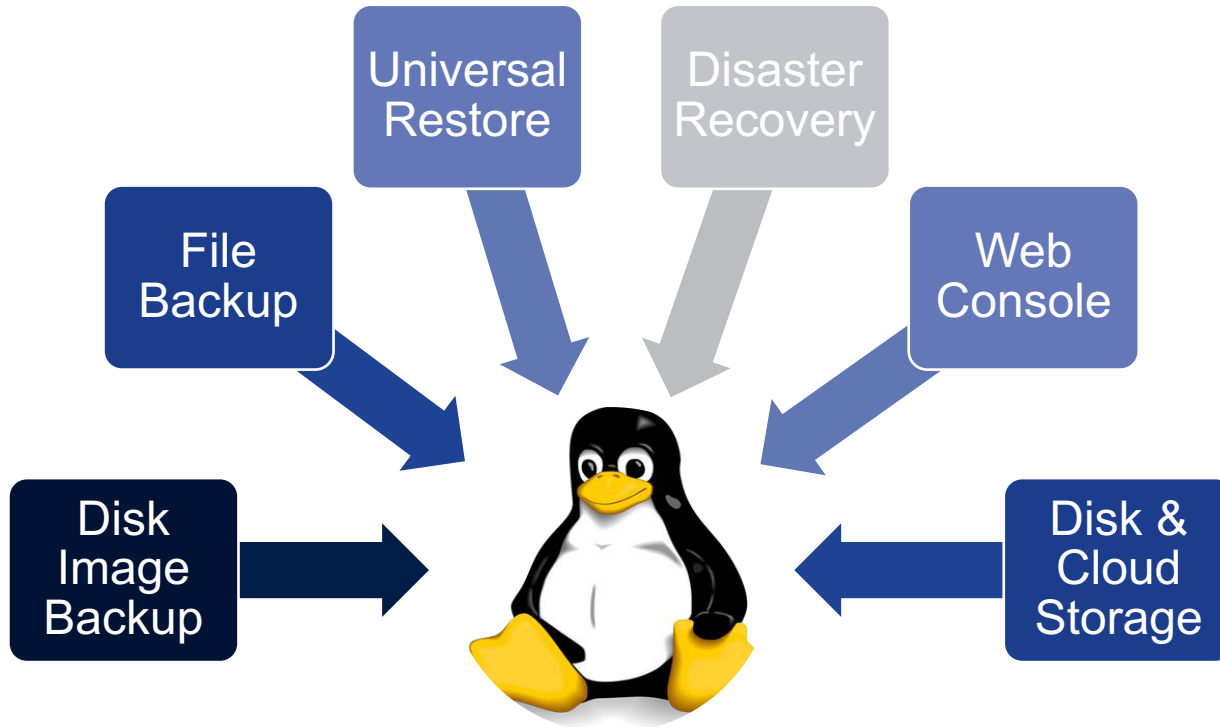 Universal
Restore
Disaster
Recovery
File
Backup
Web
Console
Disk
Image
Backup
Disk &
Cloud
Storage